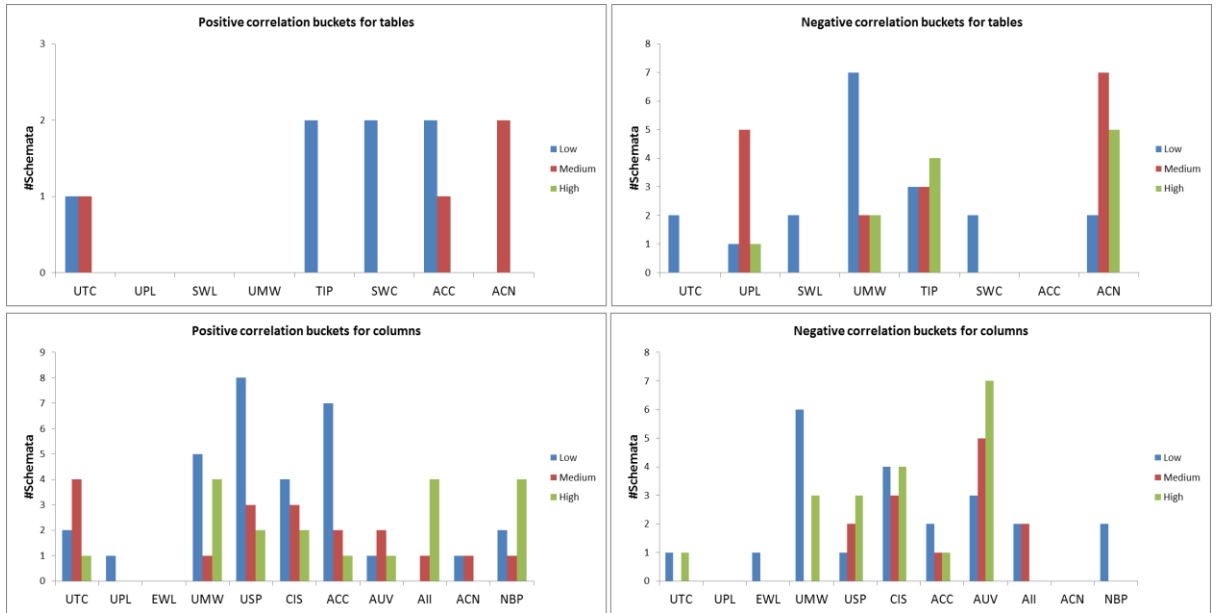 Positive correlation buckets for tables
3
2
1
0
#Schemata
UTC UPL SWL UMW TIP SWC ACC ACN
Low
Medium
High
Negative correlation buckets for tables
8
7
6
5
4
3
2
1
0
#Schemata
UTC UPL SWL UMW TIP SWC ACC ACN
Low
Medium
High
Positive correlation buckets for columns
9
8
7
6
5
4
3
2
1
0
#Schemata
UTC UPL EWL UMW USP CIS ACC AUV AII ACN NBP
Low
Medium
High
Negative correlation buckets for columns
8
7
6
5
4
3
2
1
0
#Schemata
UTC UPL EWL UMW USP CIS ACC AUV AII ACN NBP
Low
Medium
High